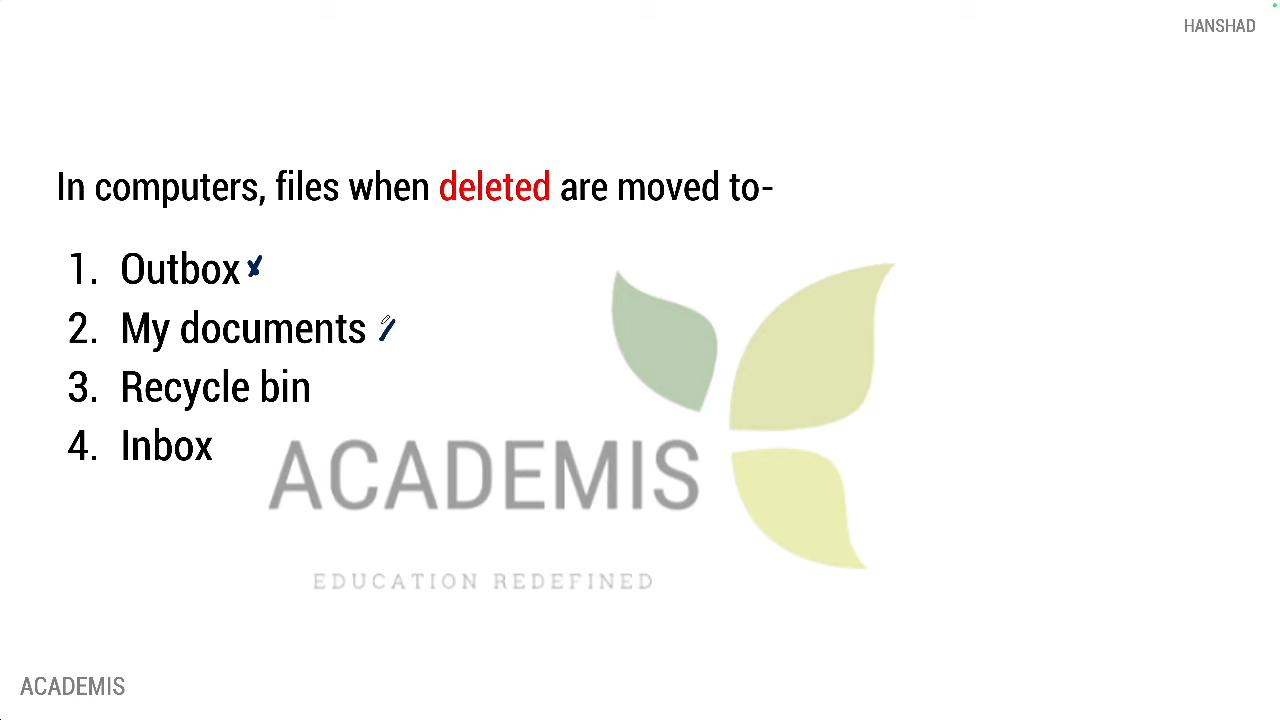 HANSHAD
In computers, files when deleted are moved to-
1. Outbox
2. My documents
3. Recycle bin
4. Inbox
ACADEMIS
EDUCATION REDEFINED
ACADEMIS